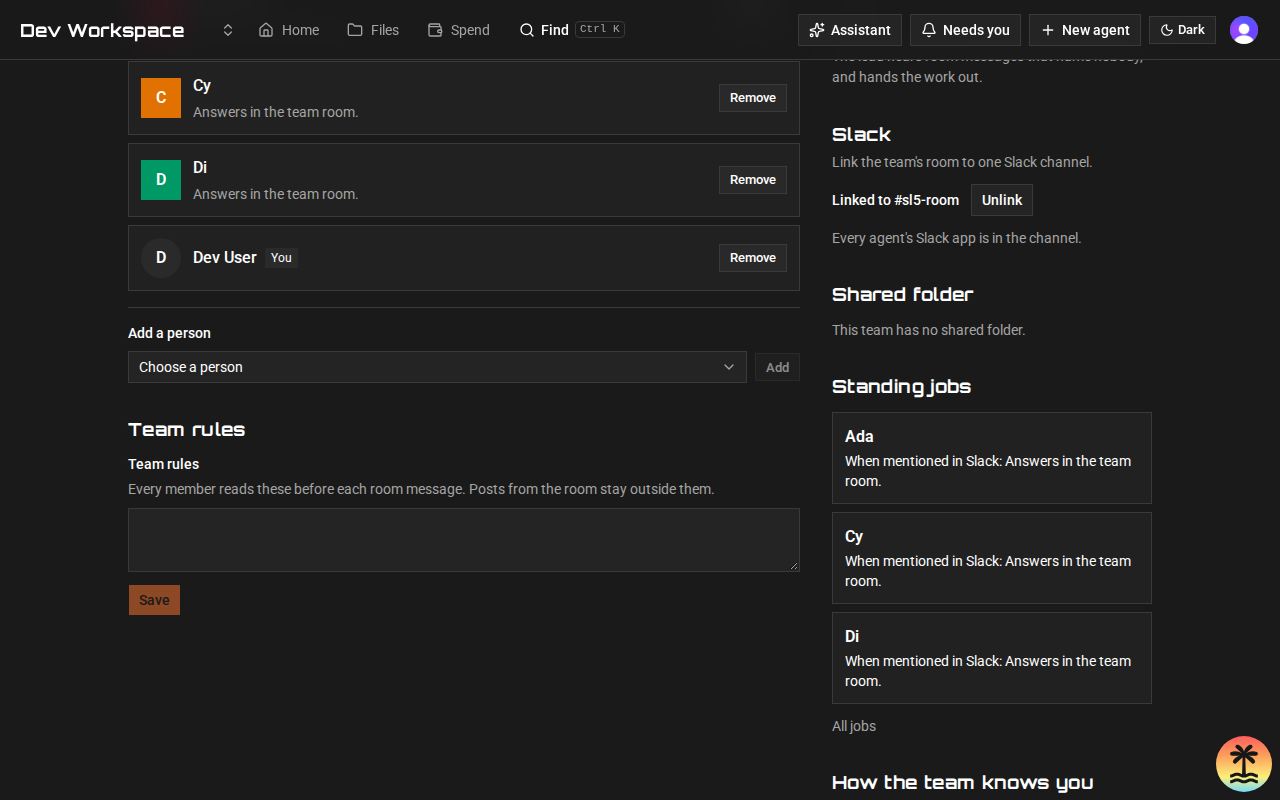 Dev Workspace
Home
Files
Spend
Find
Ctrl K
Assistant
Needs you
New agent
Dark
C
Cy
Answers in the team room.
Remove
D
Di
Answers in the team room.
Remove
D
Dev User
You
Remove
Add a person
Choose a person
Add
Team rules
Team rules
Every member reads these before each room message. Posts from the room stay outside them.
Save
and hands the work out.
Slack
Link the team's room to one Slack channel.
Linked to #sl5-room
Unlink
Every agent's Slack app is in the channel.
Shared folder
This team has no shared folder.
Standing jobs
Ada
When mentioned in Slack: Answers in the team
room.
Cy
When mentioned in Slack: Answers in the team
room.
Di
When mentioned in Slack: Answers in the team
room.
All jobs
How the team knows you